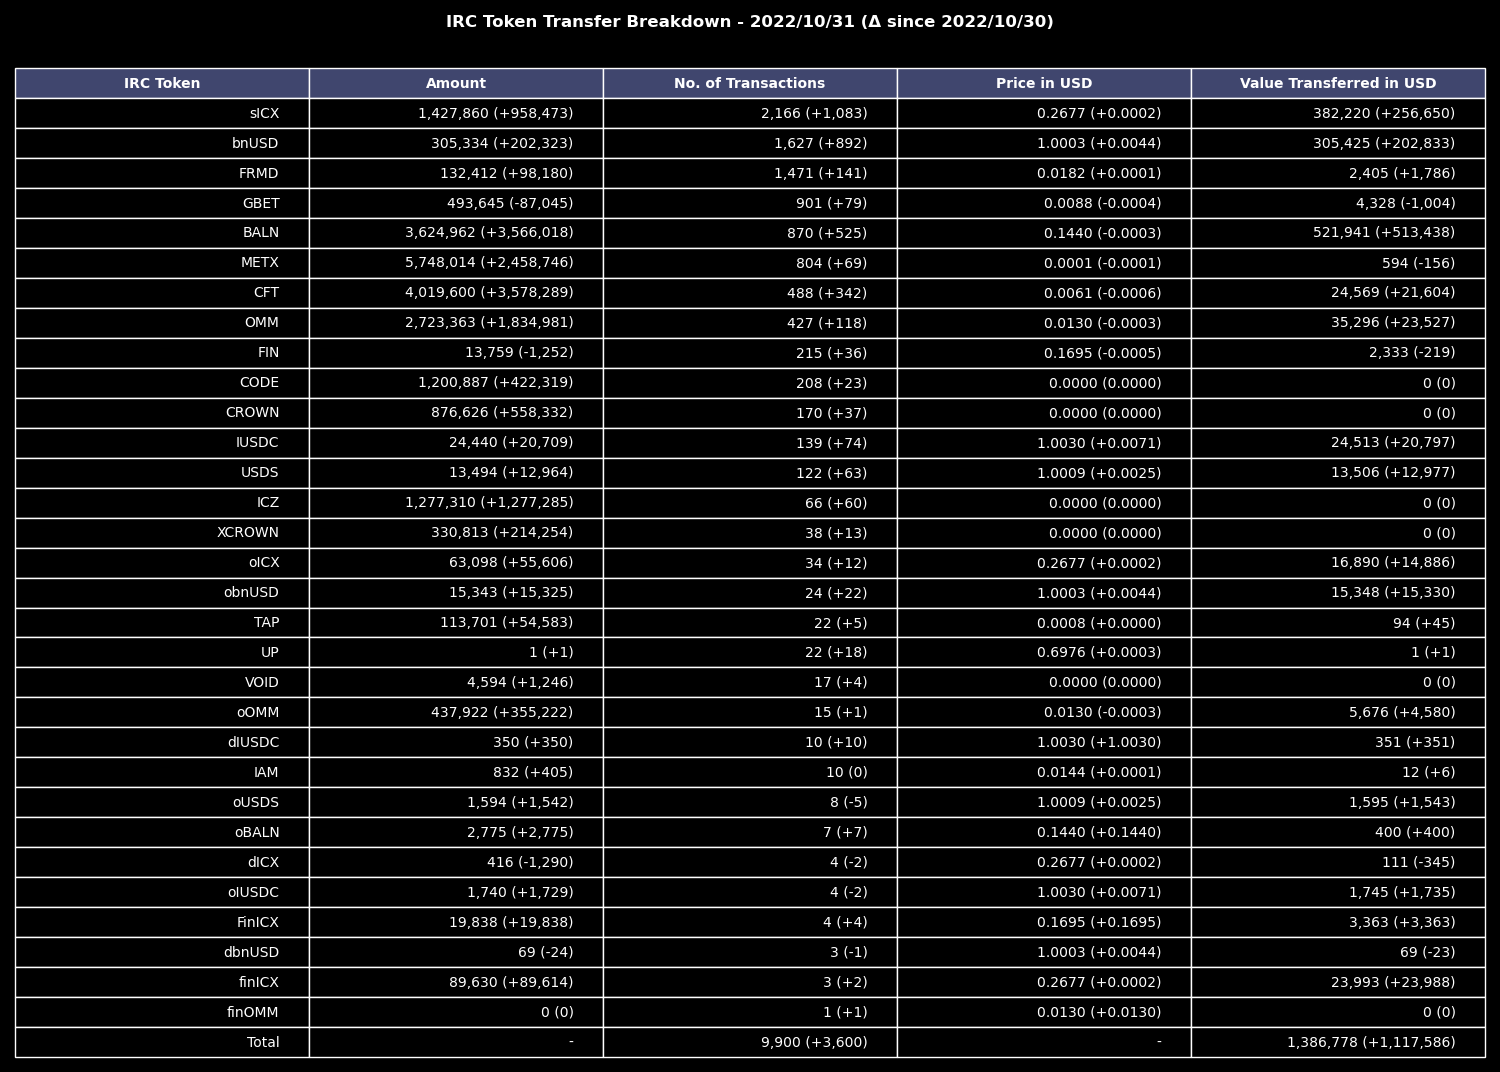 IRC Token Transfer Breakdown - 2022/10/31 (Δ since 2022/10/30)
IRC Token Amount No. of Transactions Price in USD Value Transferred in USD
sICX 1,427,860 (+958,473) 2,166 (+1,083) 0.2677 (+0.0002) 382,220 (+256,650)
bnUSD 305,334 (+202,323) 1,627 (+892) 1.0003 (+0.0044) 305,425 (+202,833)
FRMD 132,412 (+98,180) 1,471 (+141) 0.0182 (+0.0001) 2,405 (+1,786)
GBET 493,645 (-87,045) 901 (+79) 0.0088 (-0.0004) 4,328 (-1,004)
BALN 3,624,962 (+3,566,018) 870 (+525) 0.1440 (-0.0003) 521,941 (+513,438)
METX 5,748,014 (+2,458,746) 804 (+69) 0.0001 (-0.0001) 594 (-156)
CFT 4,019,600 (+3,578,289) 488 (+342) 0.0061 (-0.0006) 24,569 (+21,604)
OMM 2,723,363 (+1,834,981) 427 (+118) 0.0130 (-0.0003) 35,296 (+23,527)
FIN 13,759 (-1,252) 215 (+36) 0.1695 (-0.0005) 2,333 (-219)
CODE 1,200,887 (+422,319) 208 (+23) 0.0000 (0.0000) 0 (0)
CROWN 876,626 (+558,332) 170 (+37) 0.0000 (0.0000) 0 (0)
IUSDC 24,440 (+20,709) 139 (+74) 1.0030 (+0.0071) 24,513 (+20,797)
USDS 13,494 (+12,964) 122 (+63) 1.0009 (+0.0025) 13,506 (+12,977)
ICZ 1,277,310 (+1,277,285) 66 (+60) 0.0000 (0.0000) 0 (0)
XCROWN 330,813 (+214,254) 38 (+13) 0.0000 (0.0000) 0 (0)
oICX 63,098 (+55,606) 34 (+12) 0.2677 (+0.0002) 16,890 (+14,886)
obnUSD 15,343 (+15,325) 24 (+22) 1.0003 (+0.0044) 15,348 (+15,330)
TAP 113,701 (+54,583) 22 (+5) 0.0008 (+0.0000) 94 (+45)
UP 1 (+1) 22 (+18) 0.6976 (+0.0003) 1 (+1)
VOID 4,594 (+1,246) 17 (+4) 0.0000 (0.0000) 0 (0)
oOMM 437,922 (+355,222) 15 (+1) 0.0130 (-0.0003) 5,676 (+4,580)
dIUSDC 350 (+350) 10 (+10) 1.0030 (+1.0030) 351 (+351)
IAM 832 (+405) 10 (0) 0.0144 (+0.0001) 12 (+6)
oUSDS 1,594 (+1,542) 8 (-5) 1.0009 (+0.0025) 1,595 (+1,543)
oBALN 2,775 (+2,775) 7 (+7) 0.1440 (+0.1440) 400 (+400)
dICX 416 (-1,290) 4 (-2) 0.2677 (+0.0002) 111 (-345)
oIUSDC 1,740 (+1,729) 4 (-2) 1.0030 (+0.0071) 1,745 (+1,735)
FinICX 19,838 (+19,838) 4 (+4) 0.1695 (+0.1695) 3,363 (+3,363)
dbnUSD 69 (-24) 3 (-1) 1.0003 (+0.0044) 69 (-23)
finICX 89,630 (+89,614) 3 (+2) 0.2677 (+0.0002) 23,993 (+23,988)
finOMM 0 (0) 1 (+1) 0.0130 (+0.0130) 0 (0)
Total - 9,900 (+3,600) - 1,386,778 (+1,117,586)